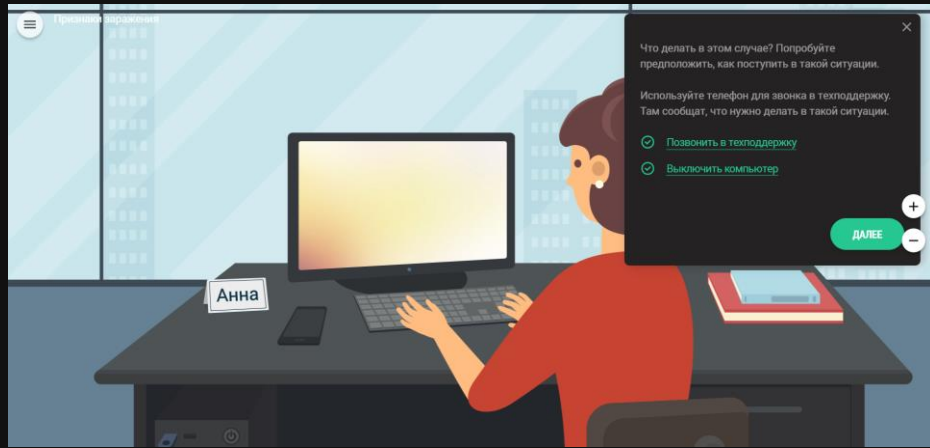 Признаки заражения
Что делать в этом случае? Попробуйте
предположить, как поступить в такой ситуации.
Используйте телефон для звонка в техподдержку.
Там сообщат, что нужно делать в такой ситуации.
Позвонить в техподдержку
Выключить компьютер
ДАЛЕЕ
Анна